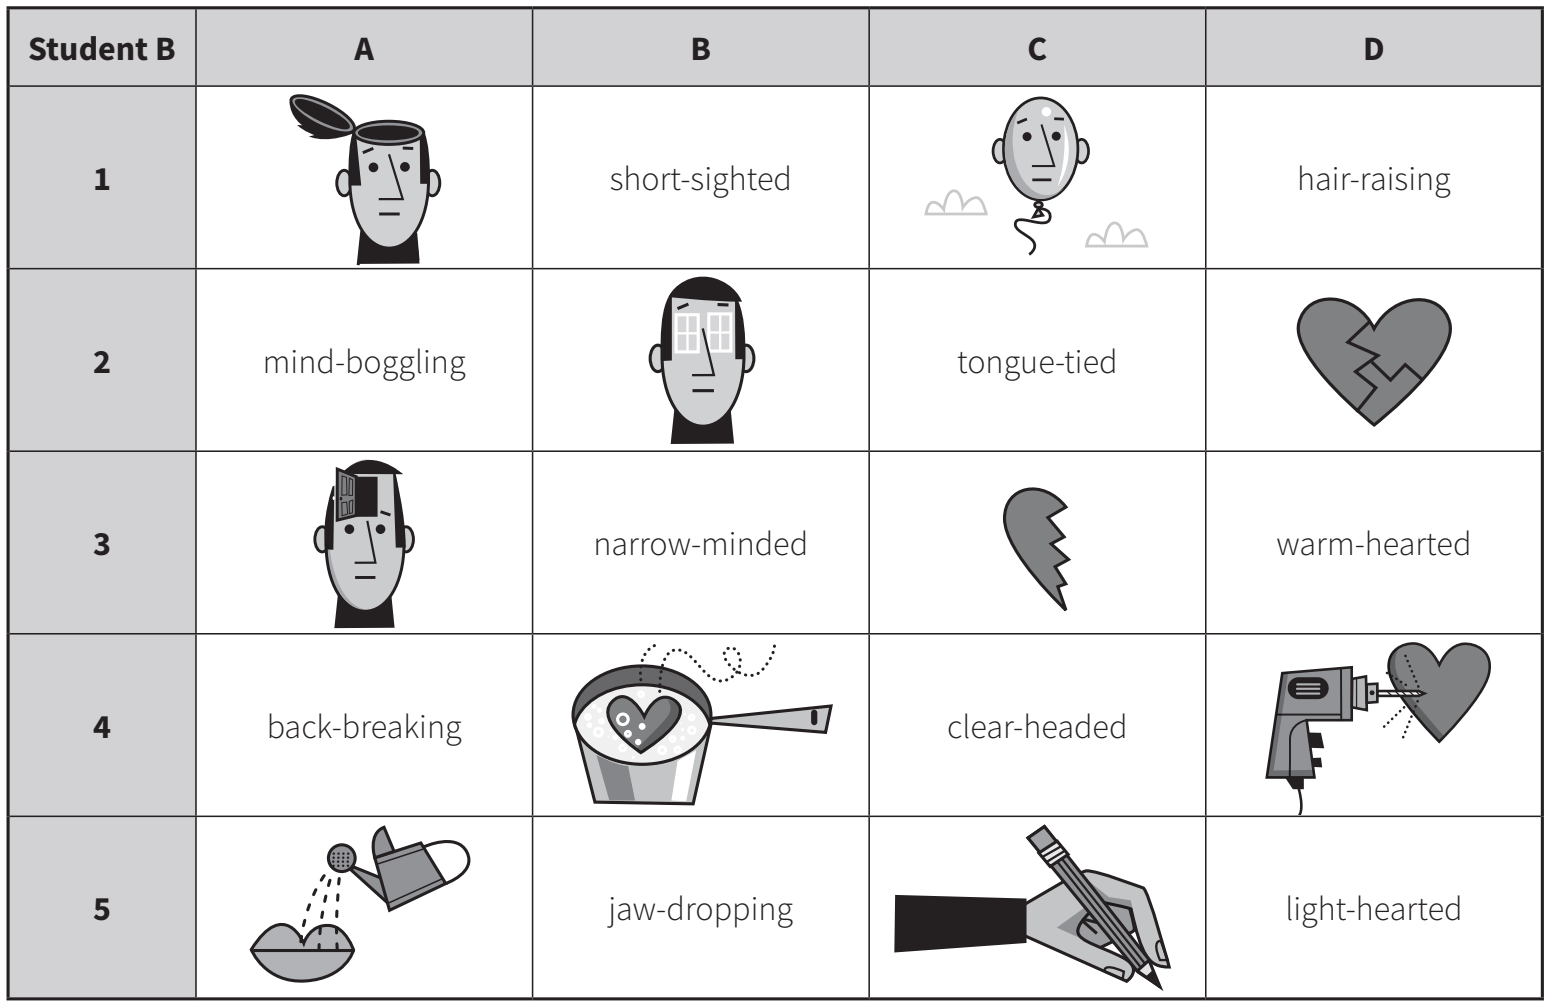 Student B A B C D
1 short-sighted hair-raising
2 mind-boggling tongue-tied
3 narrow-minded warm-hearted
4 back-breaking clear-headed
5 jaw-dropping light-hearted